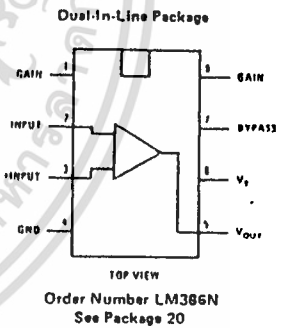 Dual-In-Line Package
GAIN 1
8 GAIN
INPUT 2
7 BYPASS
+INPUT 3
6 Vs
GND 4
5 VOUT
TOP VIEW
Order Number LM386N
See Package 20